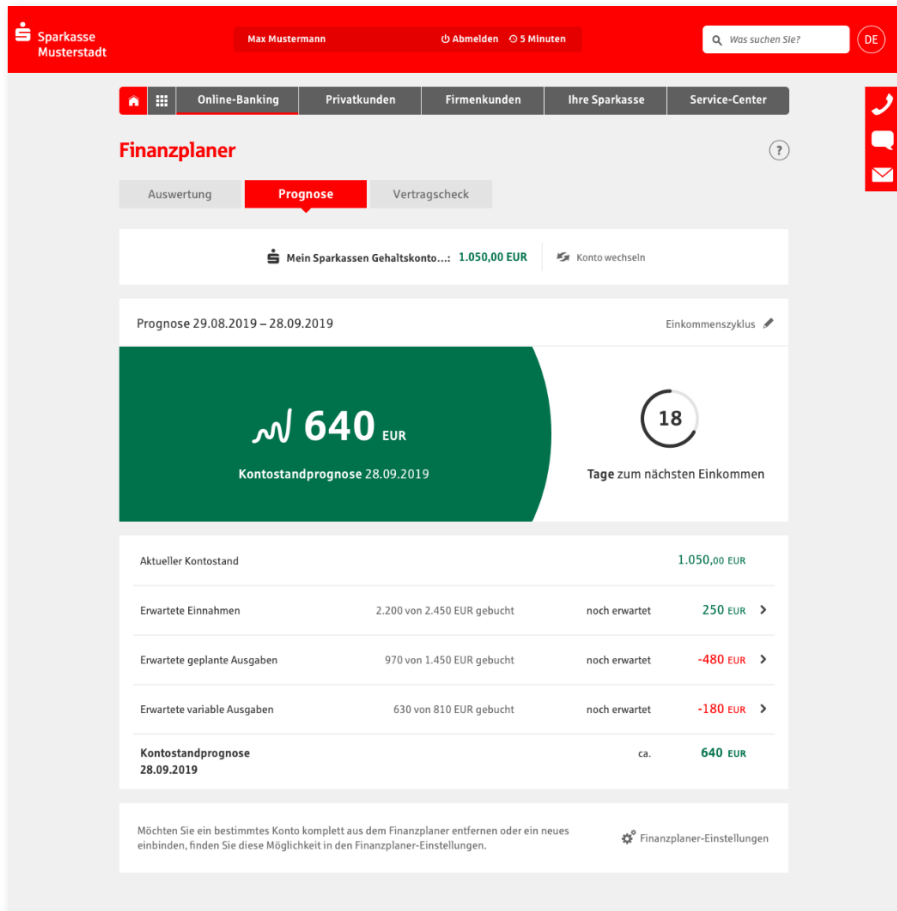 Sparkasse
Musterstadt
Max Mustermann Abmelden 5 Minuten
Was suchen Sie?
DE
Online-Banking Privatkunden Firmenkunden Ihre Sparkasse Service-Center
Finanzplaner ?
Auswertung Prognose Vertragscheck
Mein Sparkassen Gehaltskonto...: 1.050,00 EUR Konto wechseln
Prognose 29.08.2019 – 28.09.2019 Einkommenszyklus
640 EUR
Kontostandprognose 28.09.2019
18
Tage zum nächsten Einkommen
Aktueller Kontostand 1.050,00 EUR
Erwartete Einnahmen 2.200 von 2.450 EUR gebucht noch erwartet 250 EUR
Erwartete geplante Ausgaben 970 von 1.450 EUR gebucht noch erwartet -480 EUR
Erwartete variable Ausgaben 630 von 810 EUR gebucht noch erwartet -180 EUR
Kontostandprognose ca. 640 EUR
28.09.2019
Möchten Sie ein bestimmtes Konto komplett aus dem Finanzplaner entfernen oder ein neues
einbinden, finden Sie diese Möglichkeit in den Finanzplaner-Einstellungen.
Finanzplaner-Einstellungen